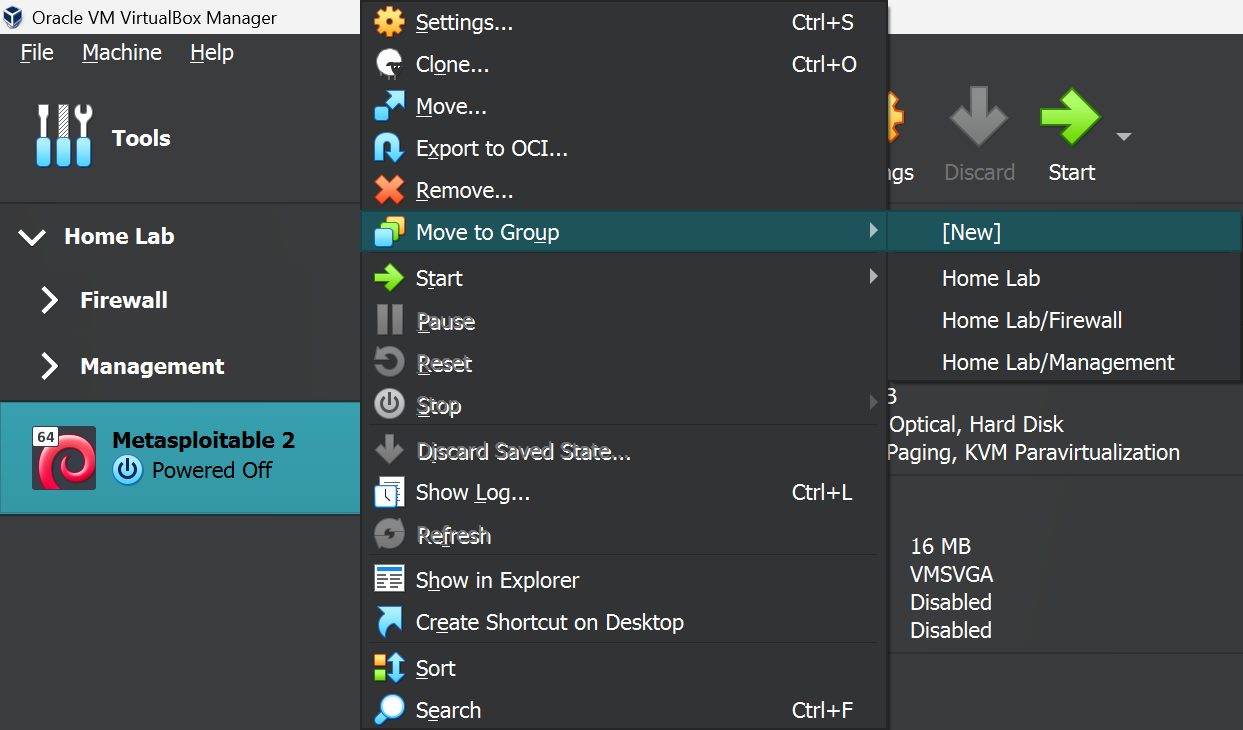 Oracle VM VirtualBox Manager
File Machine Help
Tools
Home Lab
Firewall
Management
64
Metasploitable 2
Powered Off
Settings... Ctrl+S
Clone... Ctrl+O
Move...
Export to OCI...
Remove...
Move to Group
Start
Pause
Reset
Stop
Discard Saved State...
Show Log... Ctrl+L
Refresh
Show in Explorer
Create Shortcut on Desktop
Sort
Search Ctrl+F
[New]
Home Lab
Home Lab/Firewall
Home Lab/Management
ngs Discard Start
3
Optical, Hard Disk
Paging, KVM Paravirtualization
16 MB
VMSVGA
Disabled
Disabled